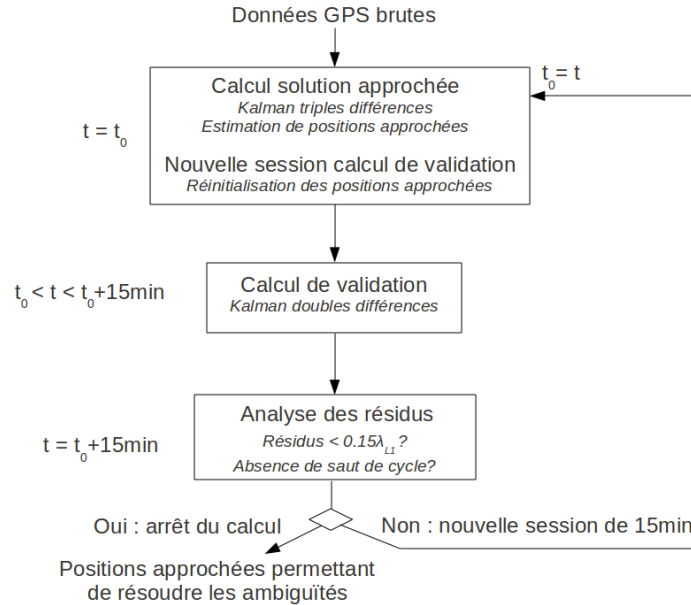 Données GPS brutes
t0= t
Calcul solution approchée
Kalman triples différences
Estimation de positions approchées
t = t0
Nouvelle session calcul de validation
Réinitialisation des positions approchées
t0 < t < t0+15min
Calcul de validation
Kalman doubles différences
Analyse des résidus
Résidus < 0.15λL1 ?
Absence de saut de cycle?
t = t0+15min
Oui : arrêt du calcul
Non : nouvelle session de 15min
Positions approchées permettant
de résoudre les ambiguïtés